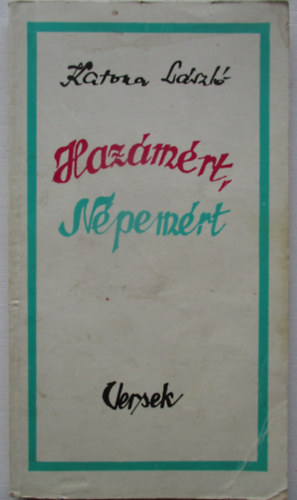 Katona László
Hazámért,
Népemért
Versek